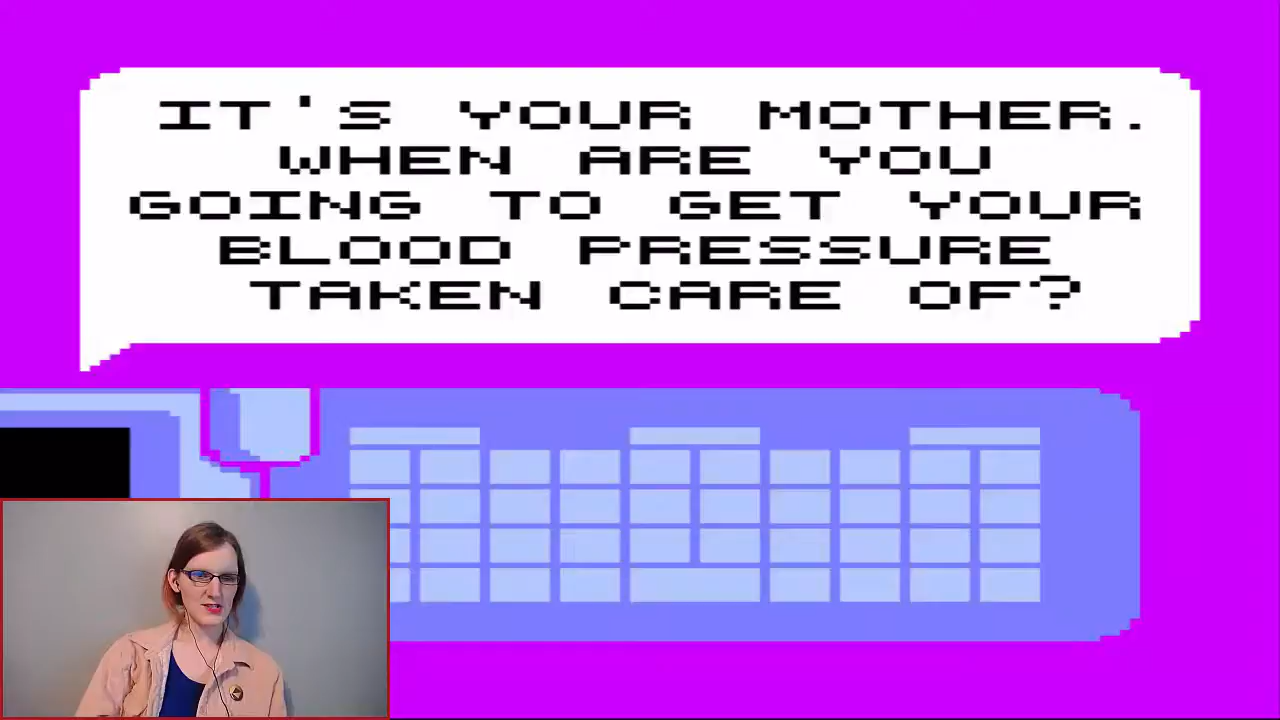 IT'S YOUR MOTHER.
WHEN ARE YOU
GOING TO GET YOUR
BLOOD PRESSURE
TAKEN CARE OF?